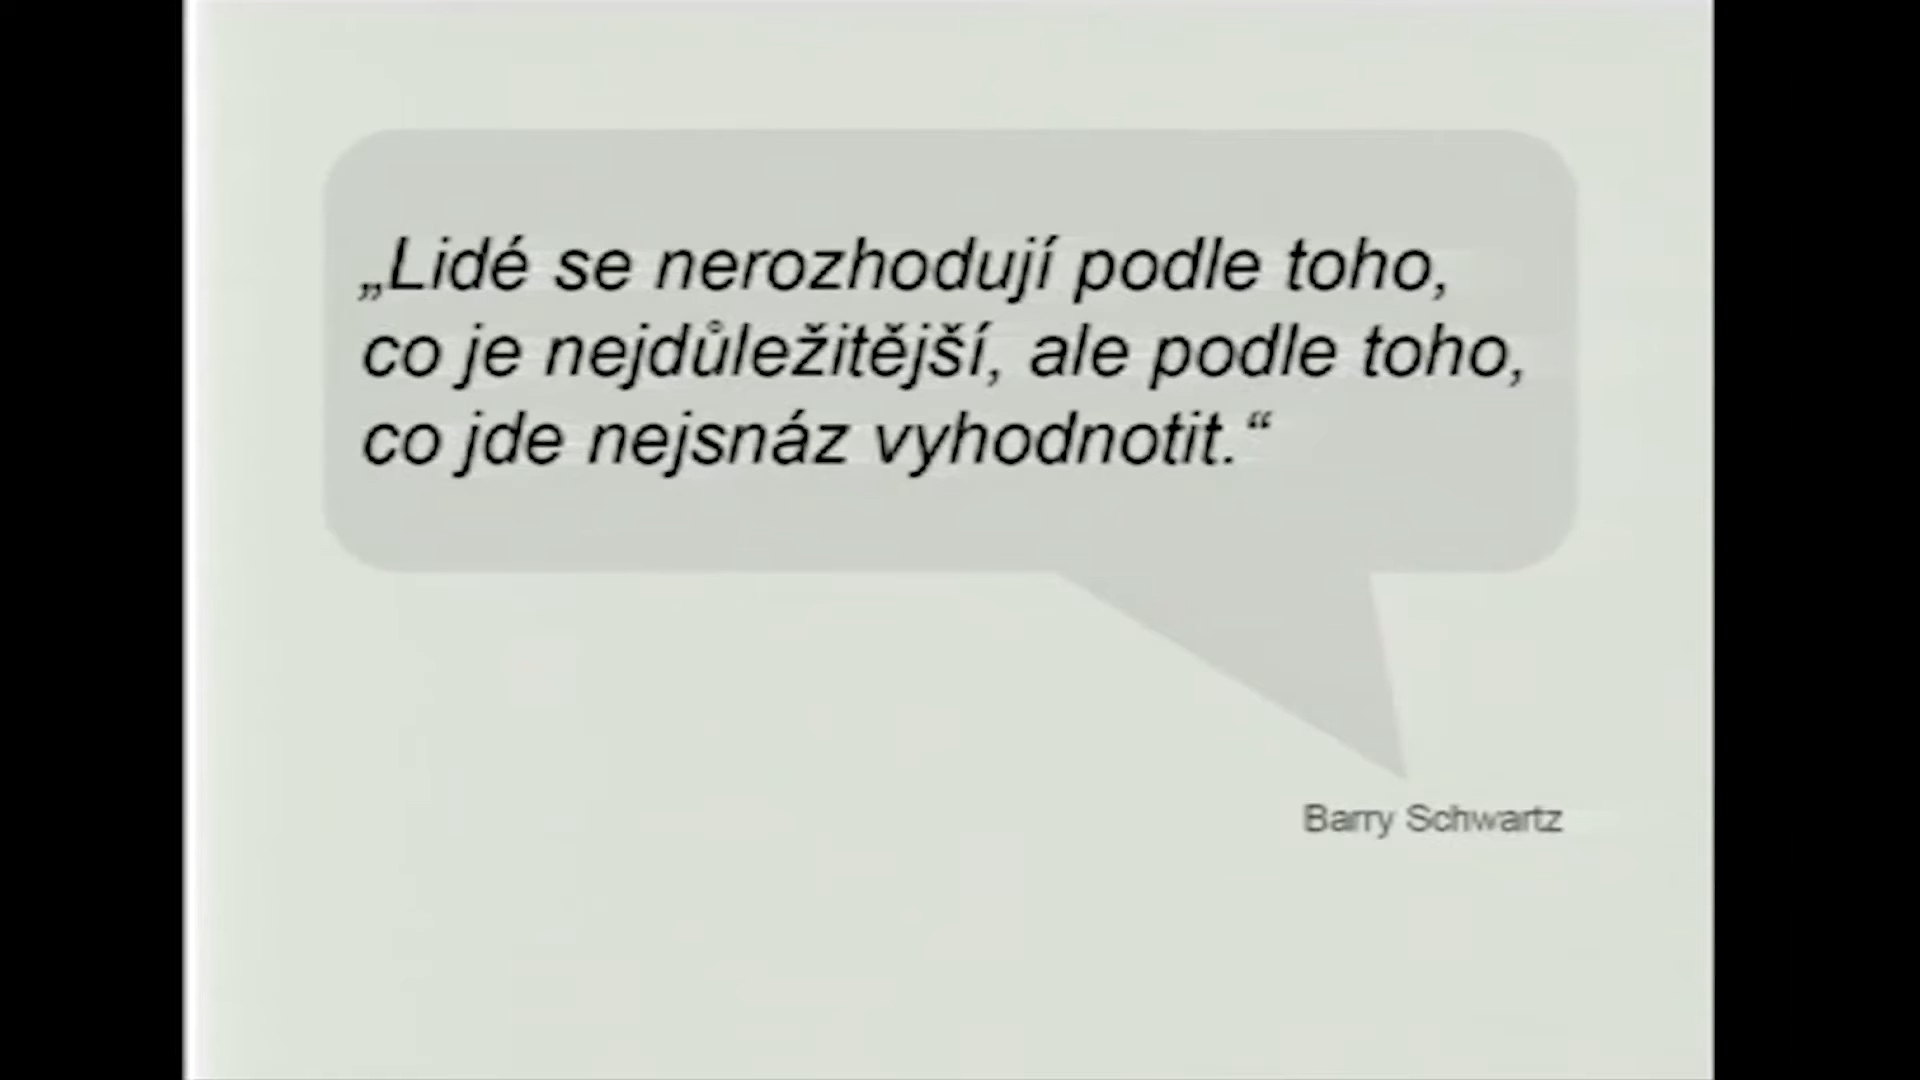 „Lidé se nerozhodují podle toho,
co je nejdůležitější, ale podle toho,
co jde nejsnáz vyhodnotit.“
Barry Schwartz